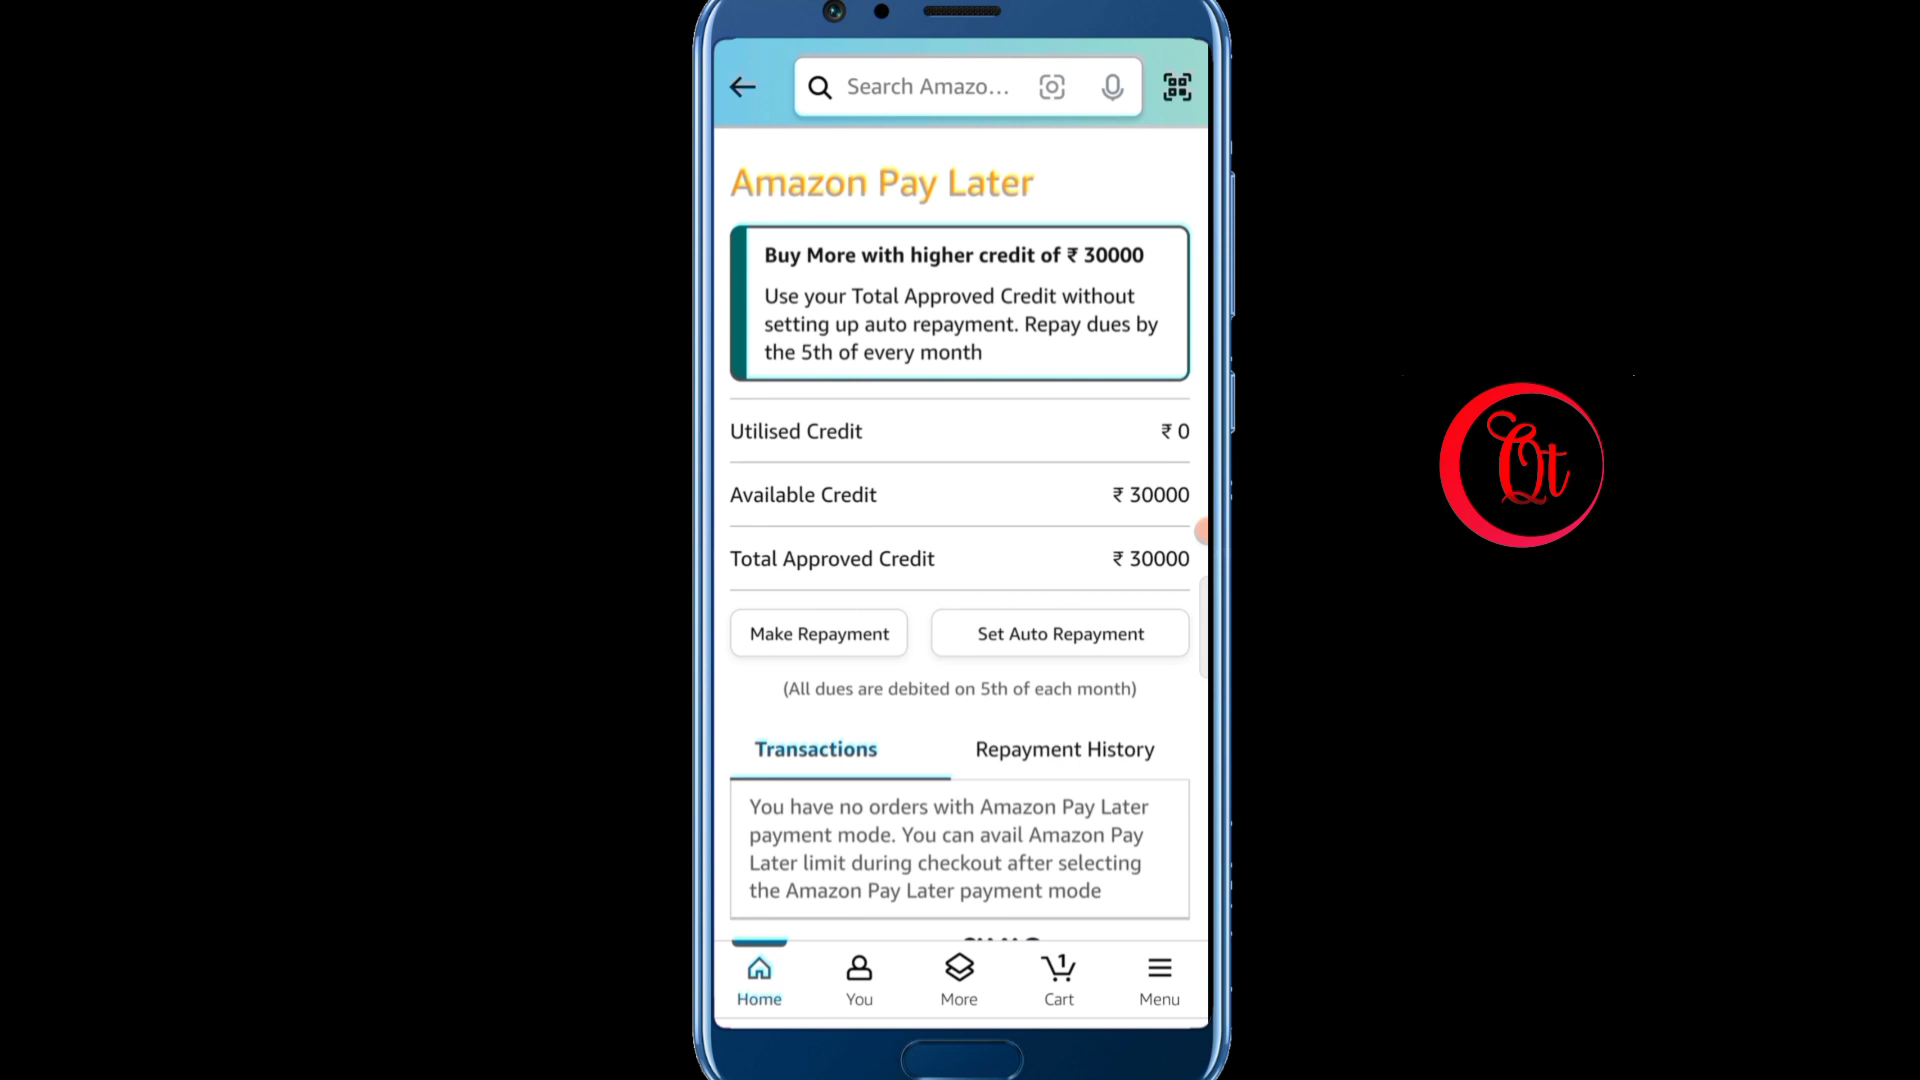 Search Amazo...
Amazon Pay Later
Buy More with higher credit of ₹ 30000
Use your Total Approved Credit without
setting up auto repayment. Repay dues by
the 5th of every month
Utilised Credit ₹ 0
Available Credit ₹ 30000
Total Approved Credit ₹ 30000
Make Repayment Set Auto Repayment
(All dues are debited on 5th of each month)
Transactions Repayment History
You have no orders with Amazon Pay Later
payment mode. You can avail Amazon Pay
Later limit during checkout after selecting
the Amazon Pay Later payment mode
1
Home You More Cart Menu
Qt